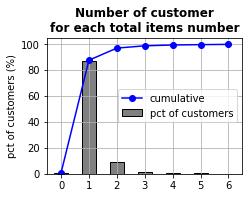 Number of customer
for each total items number
pct of customers (%)
100
80
60
40
20
0
cumulative
pct of customers
0 1 2 3 4 5 6